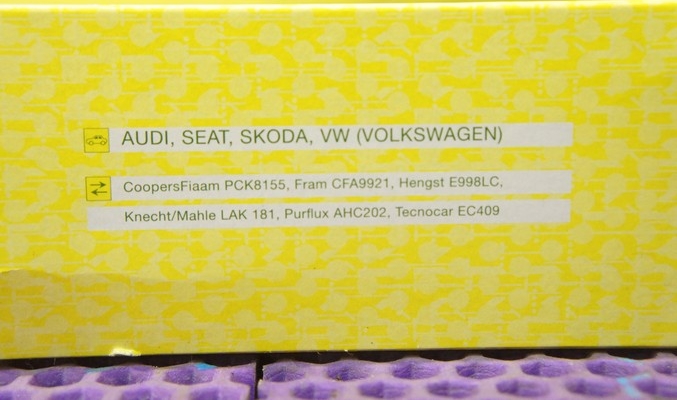 AUDI, SEAT, SKODA, VW (VOLKSWAGEN)
CoopersFiaam PCK8155, Fram CFA9921, Hengst E998LC,
Knecht/Mahle LAK 181, Purflux AHC202, Tecnocar EC409